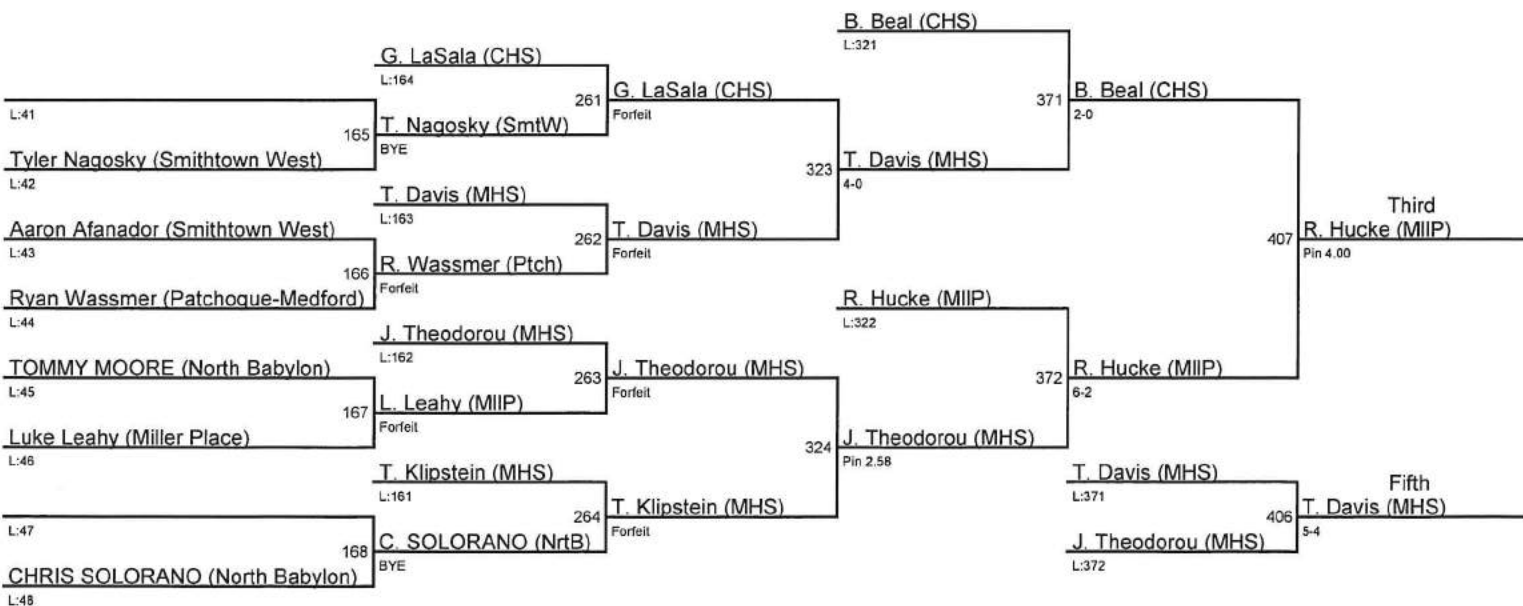 B. Beal (CHS)
L:321
G. LaSala (CHS)
L:164
261
G. LaSala (CHS)
Forfeit
371
B. Beal (CHS)
2-0
L:41
165
T. Nagosky (SmtW)
BYE
Tyler Nagosky (Smithtown West)
L:42
323
T. Davis (MHS)
4-0
T. Davis (MHS)
L:163
Third
Aaron Afanador (Smithtown West)
L:43
262
T. Davis (MHS)
Forfeit
407
R. Hucke (MIIP)
Pin 4.00
166
R. Wassmer (Ptch)
Forfeit
Ryan Wassmer (Patchogue-Medford)
L:44
R. Hucke (MIIP)
L:322
J. Theodorou (MHS)
L:162
TOMMY MOORE (North Babylon)
L:45
263
J. Theodorou (MHS)
Forfeit
372
R. Hucke (MIIP)
6-2
167
L. Leahy (MIIP)
Forfeit
Luke Leahy (Miller Place)
L:46
324
J. Theodorou (MHS)
Pin 2.58
T. Klipstein (MHS)
L:161
T. Davis (MHS)
L:371
Fifth
L:47
264
T. Klipstein (MHS)
Forfeit
406
T. Davis (MHS)
5-4
168
C. SOLORANO (NrtB)
BYE
J. Theodorou (MHS)
L:372
CHRIS SOLORANO (North Babylon)
L:48